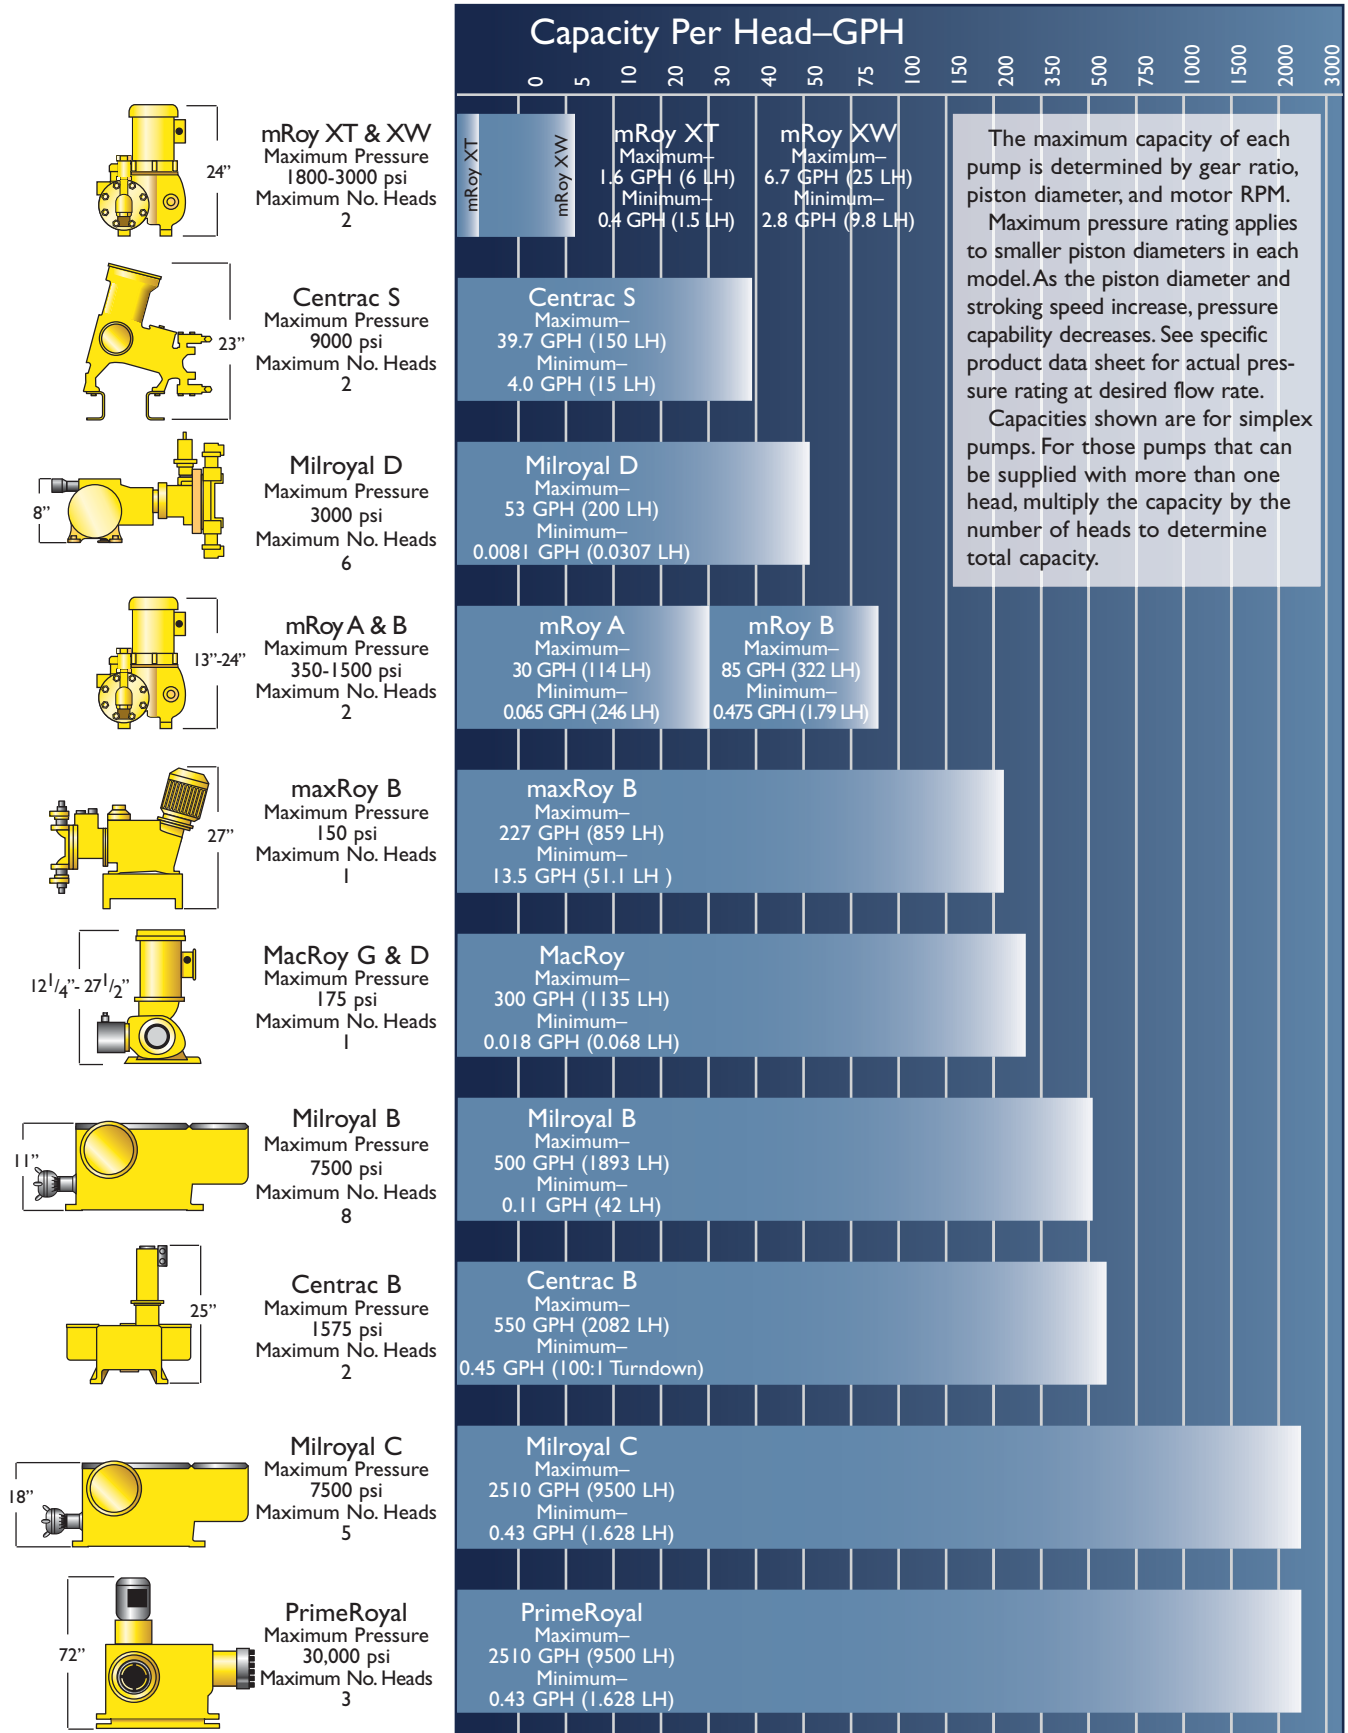 Capacity Per Head–GPH
0 5 10 20 30 40 50 75 100 150 200 350 500 750 1000 1500 2000 3000
24”
mRoy XT & XW
Maximum Pressure
1800-3000 psi
Maximum No. Heads
2
mRoy XT
mRoy XW
mRoy XT
Maximum–
1.6 GPH (6 LH)
Minimum–
0.4 GPH (1.5 LH)
mRoy XW
Maximum–
6.7 GPH (25 LH)
Minimum–
2.8 GPH (9.8 LH)
The maximum capacity of each
pump is determined by gear ratio,
piston diameter, and motor RPM.
Maximum pressure rating applies
to smaller piston diameters in each
model. As the piston diameter and
stroking speed increase, pressure
capability decreases. See specific
product data sheet for actual pres-
sure rating at desired flow rate.
Capacities shown are for simplex
pumps. For those pumps that can
be supplied with more than one
head, multiply the capacity by the
number of heads to determine
total capacity.
23”
Centrac S
Maximum Pressure
9000 psi
Maximum No. Heads
2
Centrac S
Maximum–
39.7 GPH (150 LH)
Minimum–
4.0 GPH (15 LH)
8”
Milroyal D
Maximum Pressure
3000 psi
Maximum No. Heads
6
Milroyal D
Maximum–
53 GPH (200 LH)
Minimum–
0.0081 GPH (0.0307 LH)
13”-24”
mRoy A & B
Maximum Pressure
350-1500 psi
Maximum No. Heads
2
mRoy A
Maximum–
30 GPH (114 LH)
Minimum–
0.065 GPH (.246 LH)
mRoy B
Maximum–
85 GPH (322 LH)
Minimum–
0.475 GPH (1.79 LH)
27”
maxRoy B
Maximum Pressure
150 psi
Maximum No. Heads
1
maxRoy B
Maximum–
227 GPH (859 LH)
Minimum–
13.5 GPH (51.1 LH )
12 1/4”- 27 1/2”
MacRoy G & D
Maximum Pressure
175 psi
Maximum No. Heads
1
MacRoy
Maximum–
300 GPH (1135 LH)
Minimum–
0.018 GPH (0.068 LH)
11”
Milroyal B
Maximum Pressure
7500 psi
Maximum No. Heads
8
Milroyal B
Maximum–
500 GPH (1893 LH)
Minimum–
0.11 GPH (42 LH)
25”
Centrac B
Maximum Pressure
1575 psi
Maximum No. Heads
2
Centrac B
Maximum–
550 GPH (2082 LH)
Minimum–
0.45 GPH (100:1 Turndown)
18”
Milroyal C
Maximum Pressure
7500 psi
Maximum No. Heads
5
Milroyal C
Maximum–
2510 GPH (9500 LH)
Minimum–
0.43 GPH (1.628 LH)
72”
PrimeRoyal
Maximum Pressure
30,000 psi
Maximum No. Heads
3
PrimeRoyal
Maximum–
2510 GPH (9500 LH)
Minimum–
0.43 GPH (1.628 LH)